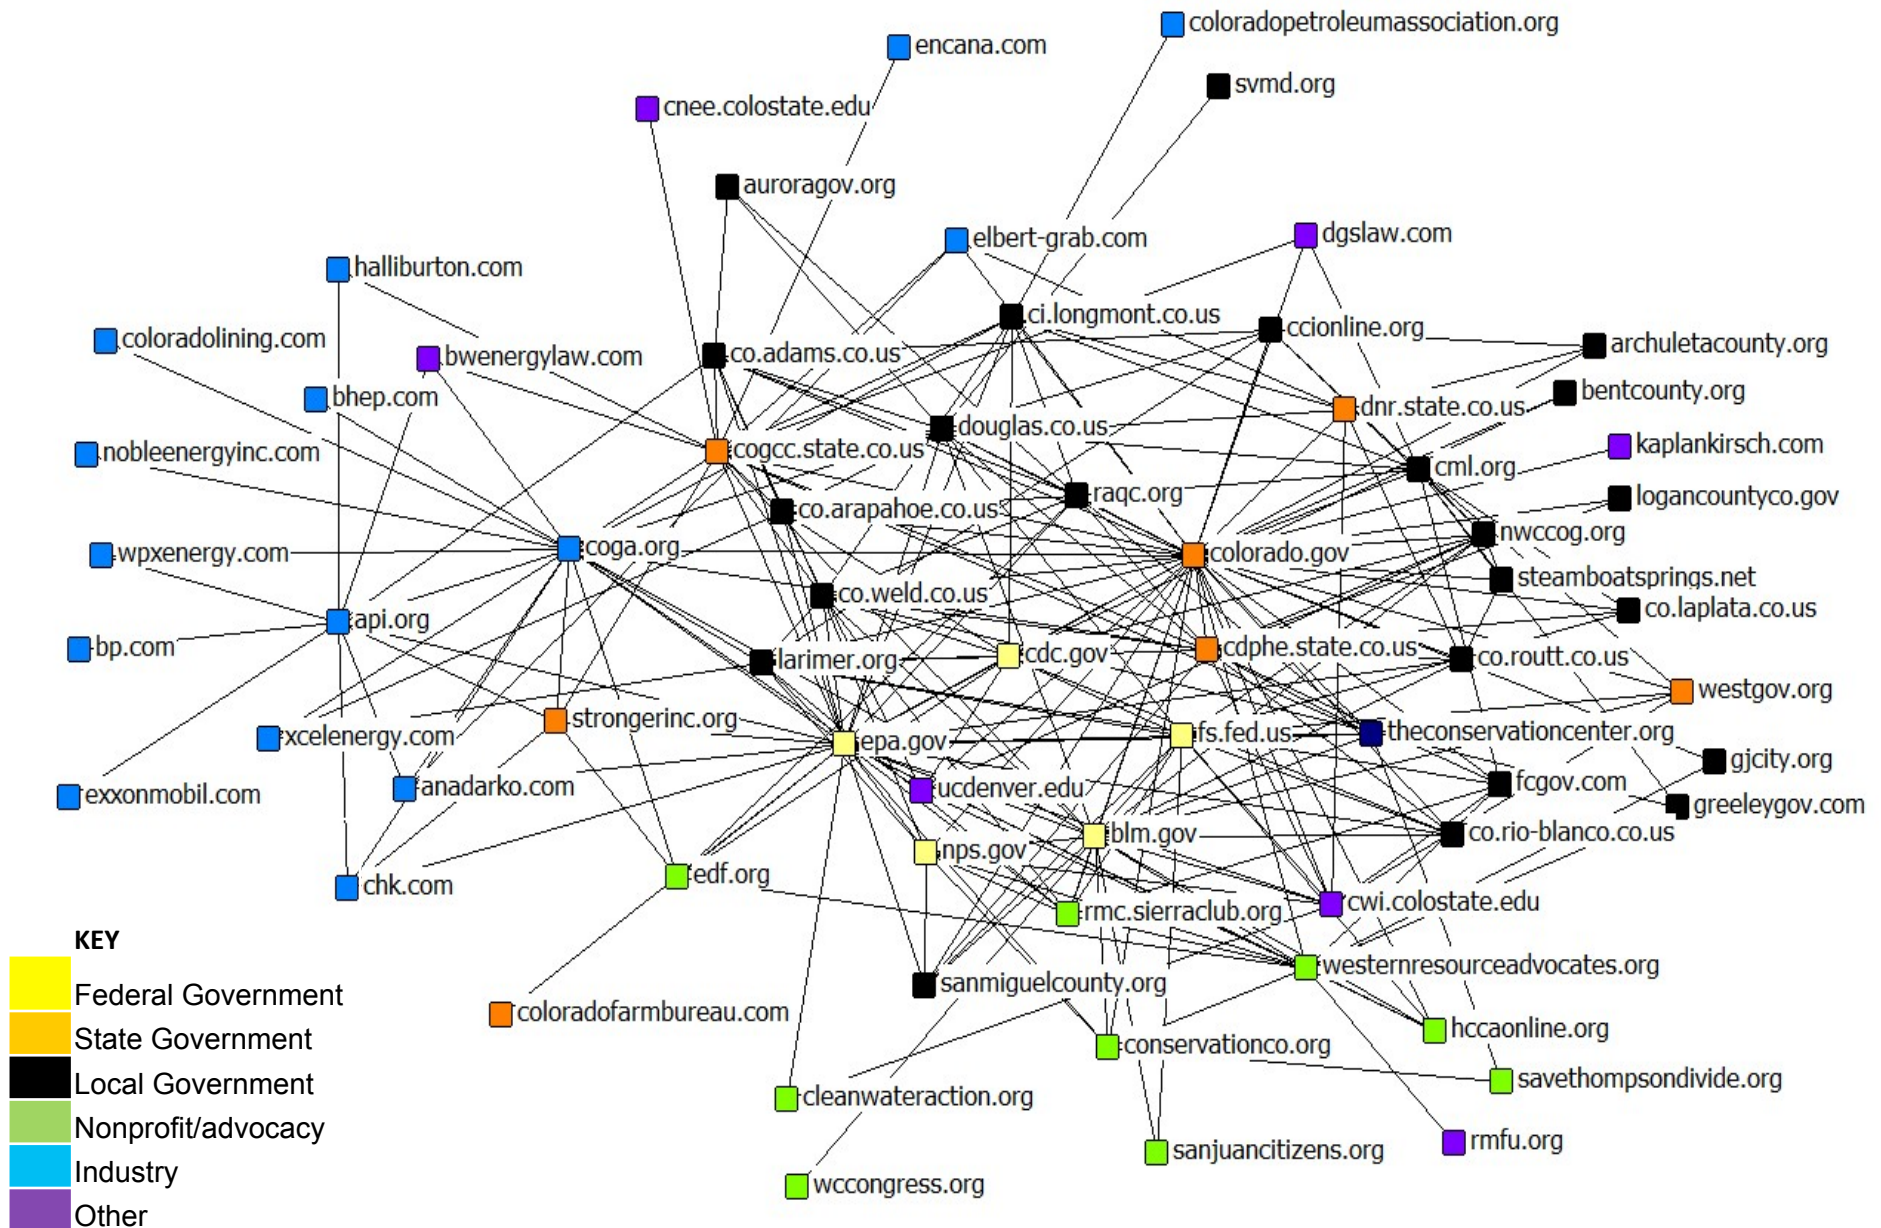 coloradopetroleumassociation.org
encana.com
svmd.org
cnee.colostate.edu
auroragov.org
elbert-grab.com
dgslaw.com
halliburton.com
ci.longmont.co.us
ccionline.org
coloradolining.com
bwenergylaw.com
co.adams.co.us
archuletacounty.org
bhep.com
bentcounty.org
dnr.state.co.us
douglas.co.us
nobleenergyinc.com
cogcc.state.co.us
kaplankirsch.com
cml.org
raqc.org
logancountyco.gov
co.arapahoe.co.us
nwccog.org
wpxenergy.com
coga.org
colorado.gov
steamboatsprings.net
co.weld.co.us
co.laplata.co.us
api.org
bp.com
larimer.org
cdc.gov
cdphe.state.co.us
co.routt.co.us
westgov.org
strongerinc.org
xcelenergy.com
epa.gov
fs.fed.us
theconservationcenter.org
gjcity.org
exxonmobil.com
anadarko.com
ucdenver.edu
fcgov.com
greeleygov.com
blm.gov
co.rio-blanco.co.us
nps.gov
chk.com
edf.org
rmc.sierraclub.org
cwi.colostate.edu
KEY
westernresourceadvocates.org
Federal Government
sanmiguelcounty.org
coloradofarmbureau.com
State Government
hccaonline.org
conservationco.org
Local Government
savethompsondivide.org
cleanwateraction.org
Nonprofit/advocacy
rmfu.org
sanjuancitizens.org
Industry
wccongress.org
Other